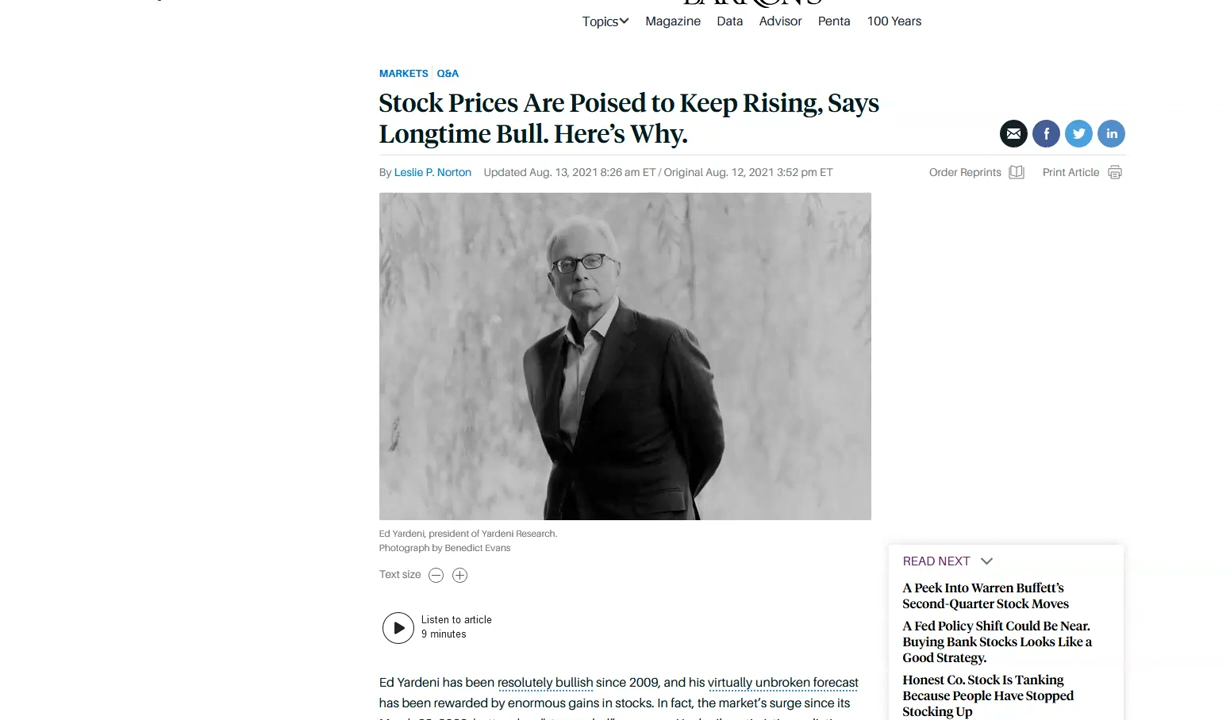 Topics Magazine Data Advisor Penta 100 Years
MARKETS Q&A
Stock Prices Are Poised to Keep Rising, Says
Longtime Bull. Here's Why.
By Leslie P. Norton Updated Aug. 13, 2021 8:26 am ET / Original Aug. 12, 2021 3:52 pm ET
Order Reprints Print Article
Ed Yardeni, president of Yardeni Research.
Photograph by Benedict Evans
Text size
Listen to article
9 minutes
Ed Yardeni has been resolutely bullish since 2009, and his virtually unbroken forecast
has been rewarded by enormous gains in stocks. In fact, the market's surge since its
READ NEXT
A Peek Into Warren Buffett's
Second-Quarter Stock Moves
A Fed Policy Shift Could Be Near.
Buying Bank Stocks Looks Like a
Good Strategy.
Honest Co. Stock Is Tanking
Because People Have Stopped
Stocking Up